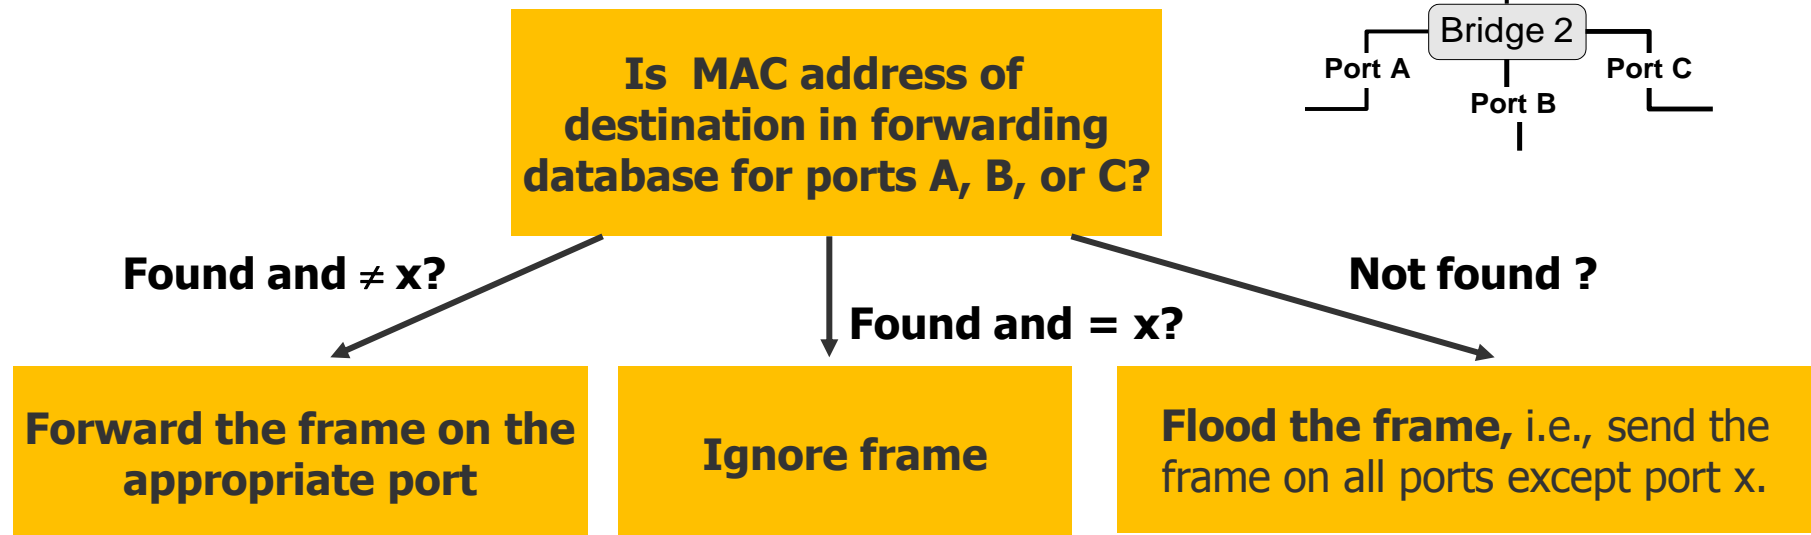 Is MAC address of
destination in forwarding
database for ports A, B, or C?
Bridge 2
Port A
Port B
Port C
Found and ≠ x?
Found and = x?
Not found ?
Forward the frame on the
appropriate port
Ignore frame
Flood the frame, i.e., send the
frame on all ports except port x.